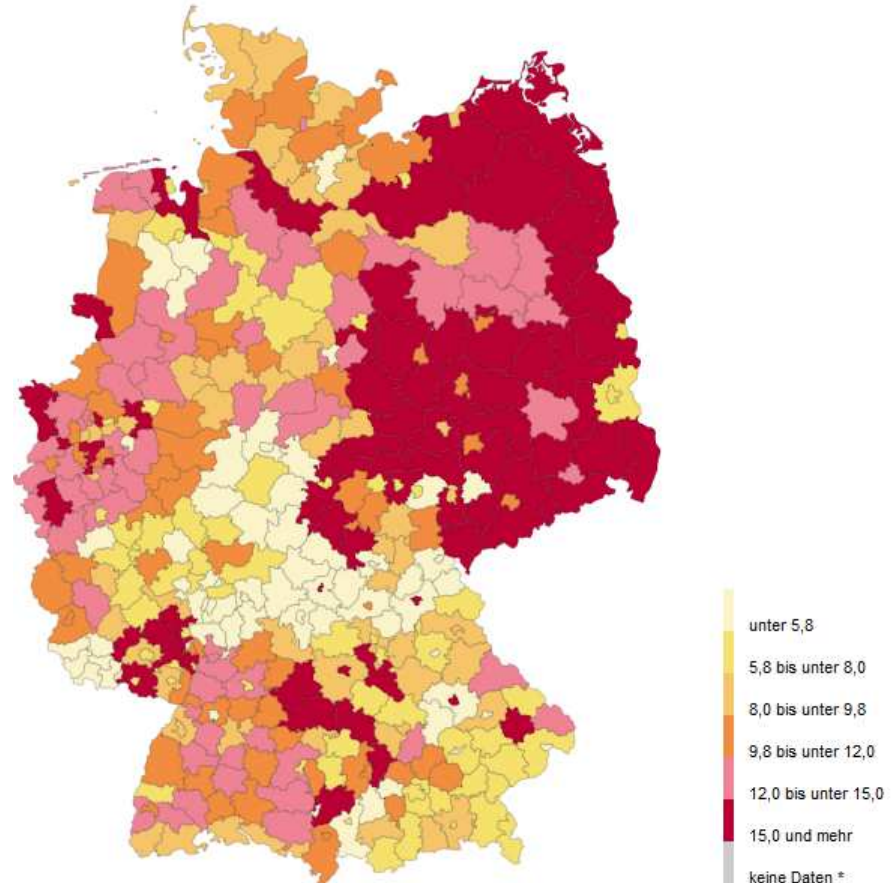 unter 5,8
5,8 bis unter 8,0
8,0 bis unter 9,8
9,8 bis unter 12,0
12,0 bis unter 15,0
15,0 und mehr
keine Daten *